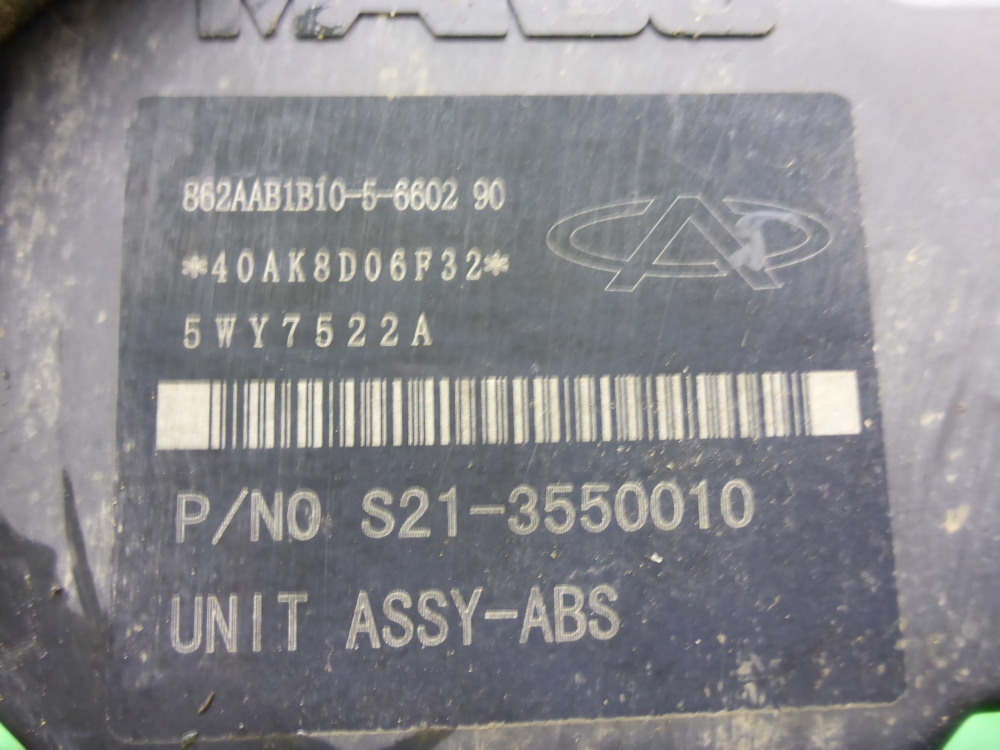 862AAB1B10-5-6602 90
*40AK8D06F32*
5WY7522A
P/NO S21-3550010
UNIT ASSY-ABS